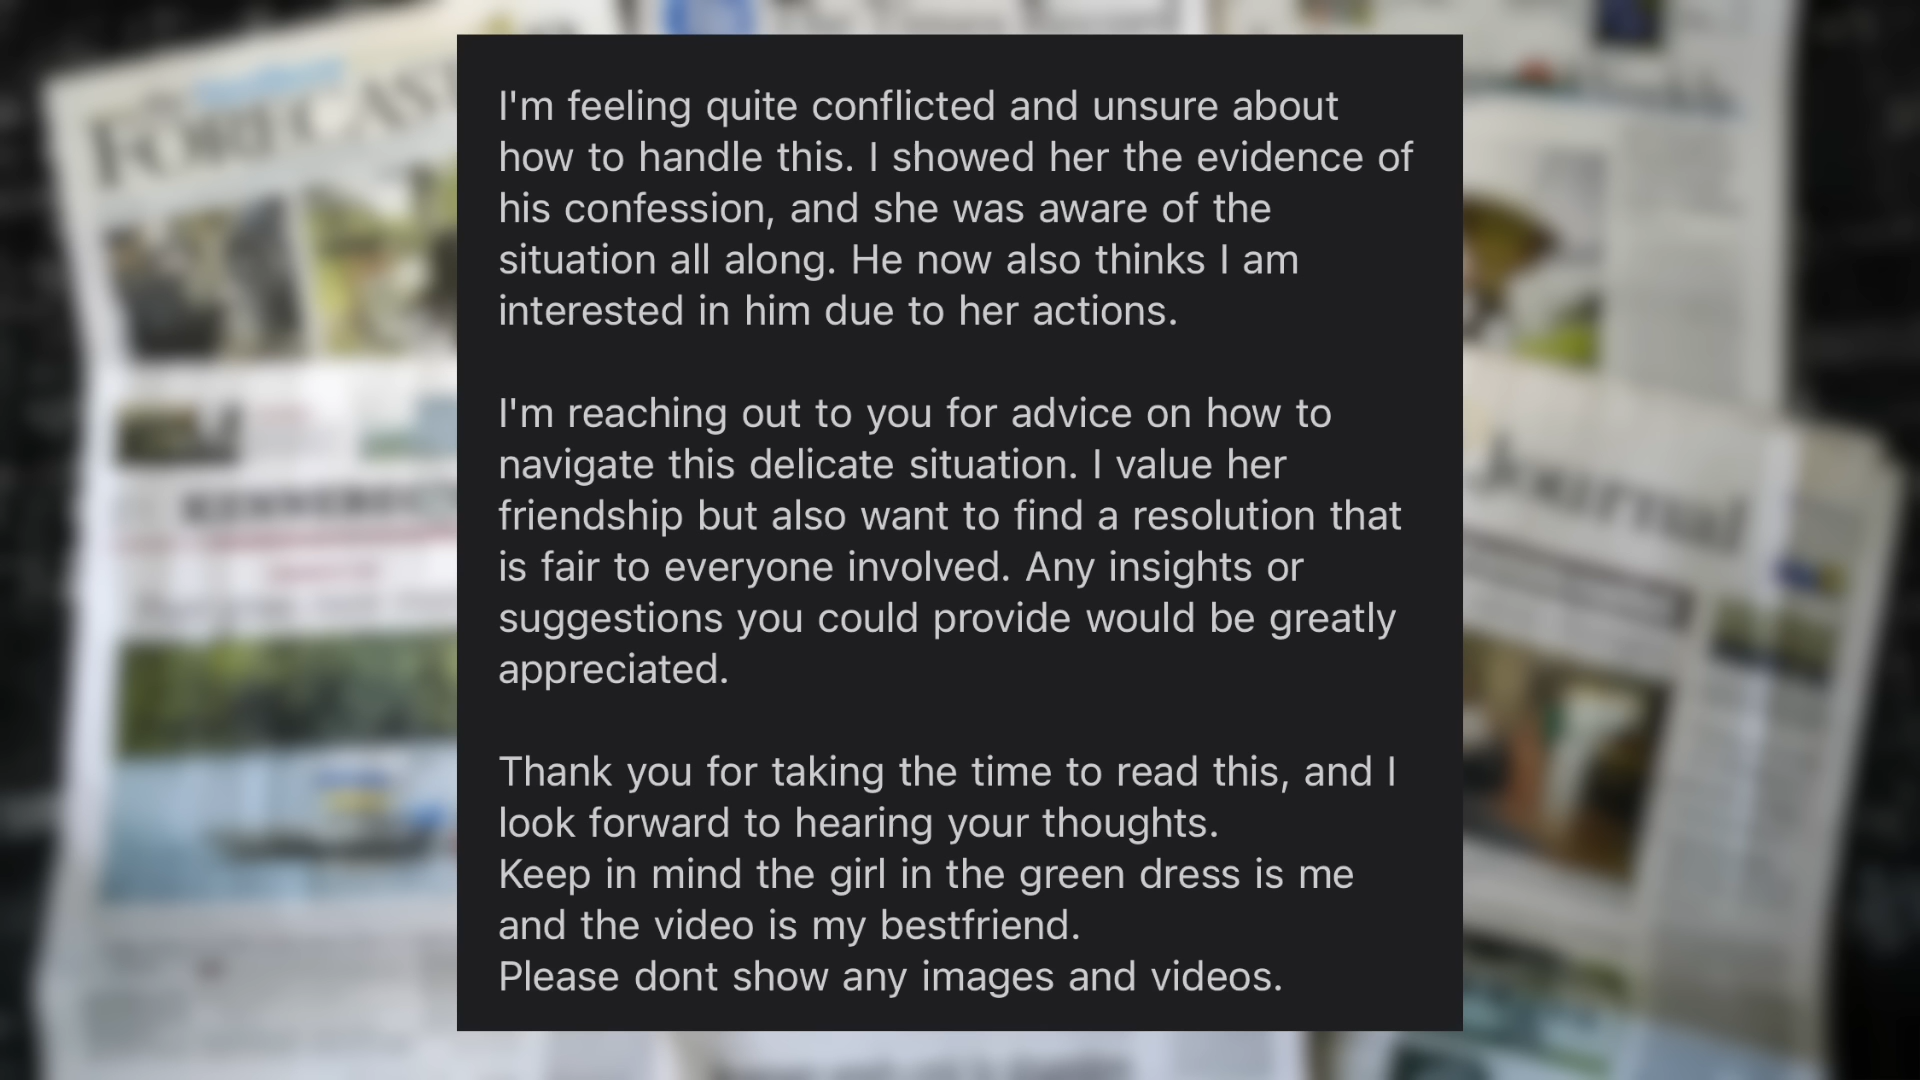 FORECAST
Journal
I'm feeling quite conflicted and unsure about
how to handle this. I showed her the evidence of
his confession, and she was aware of the
situation all along. He now also thinks I am
interested in him due to her actions.
I'm reaching out to you for advice on how to
navigate this delicate situation. I value her
friendship but also want to find a resolution that
is fair to everyone involved. Any insights or
suggestions you could provide would be greatly
appreciated.
Thank you for taking the time to read this, and I
look forward to hearing your thoughts.
Keep in mind the girl in the green dress is me
and the video is my bestfriend.
Please dont show any images and videos.